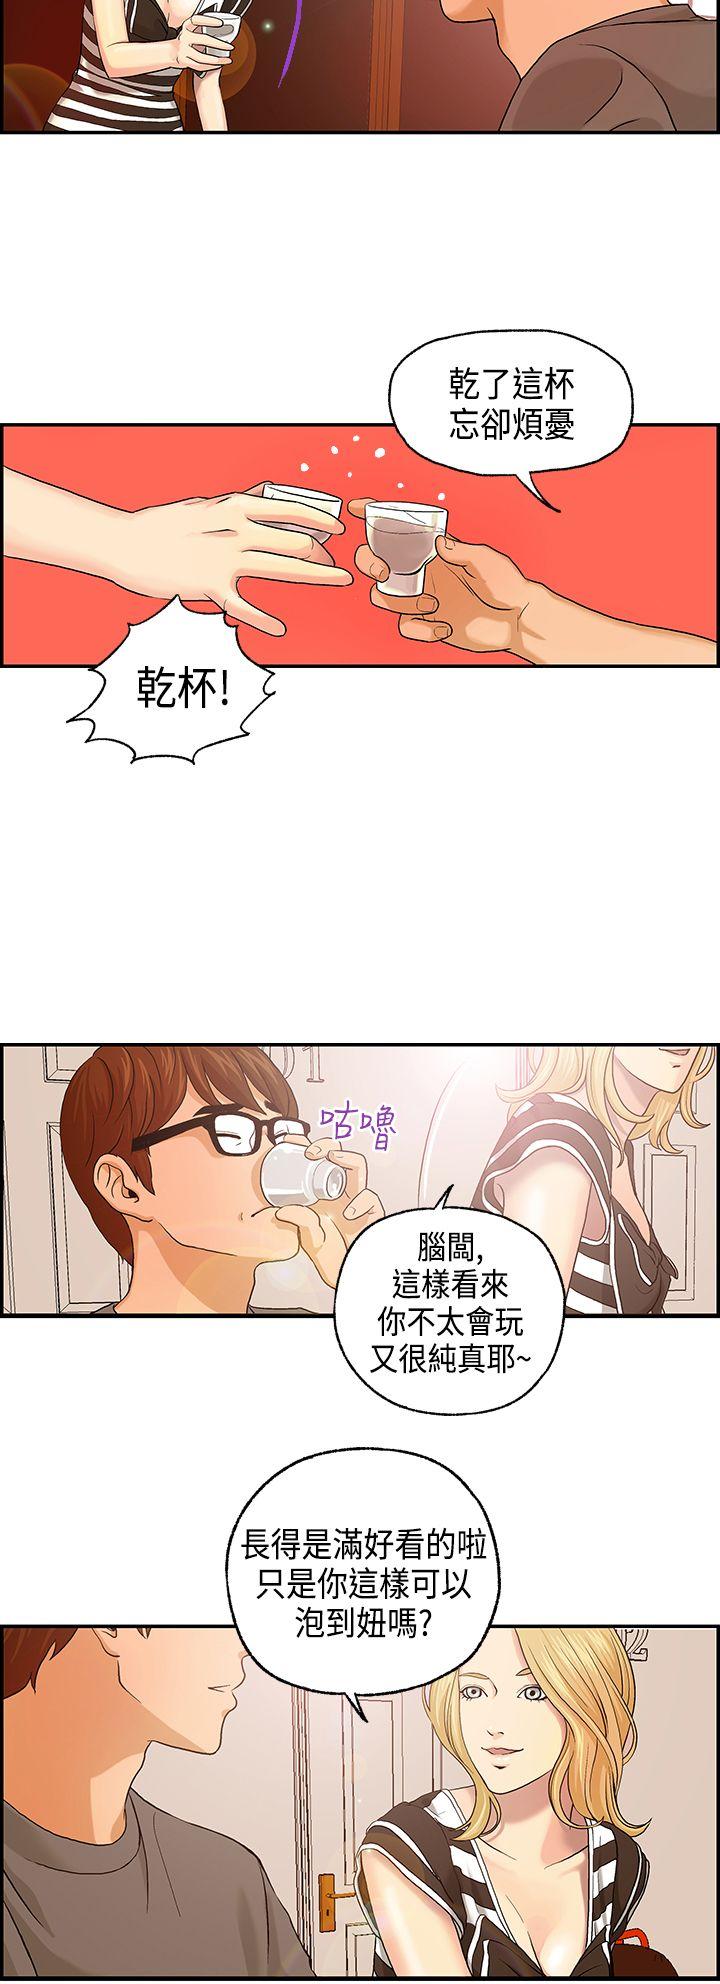 乾了這杯
忘卻煩憂
乾杯!
咕嚕
腦闆,
這樣看來
你不太會玩
又很純真耶~
長得是滿好看的啦
只是你這樣可以
泡到妞嗎?